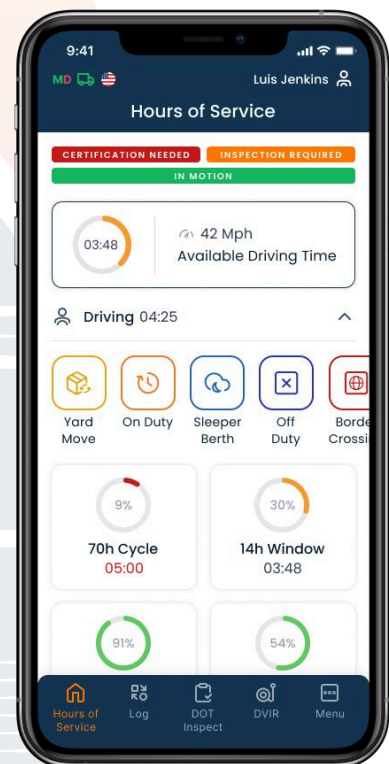 9:41
MD
Luis Jenkins
Hours of Service
CERTIFICATION NEEDED INSPECTION REQUIRED
IN MOTION
03:48
42 Mph
Available Driving Time
Driving 04:25
Yard
Move
On Duty
Sleeper
Berth
Off
Duty
Borde
Crossi
9%
70h Cycle
05:00
30%
14h Window
03:48
91%
54%
Hours of
Service
Log
DOT
Inspect
DVIR
Menu